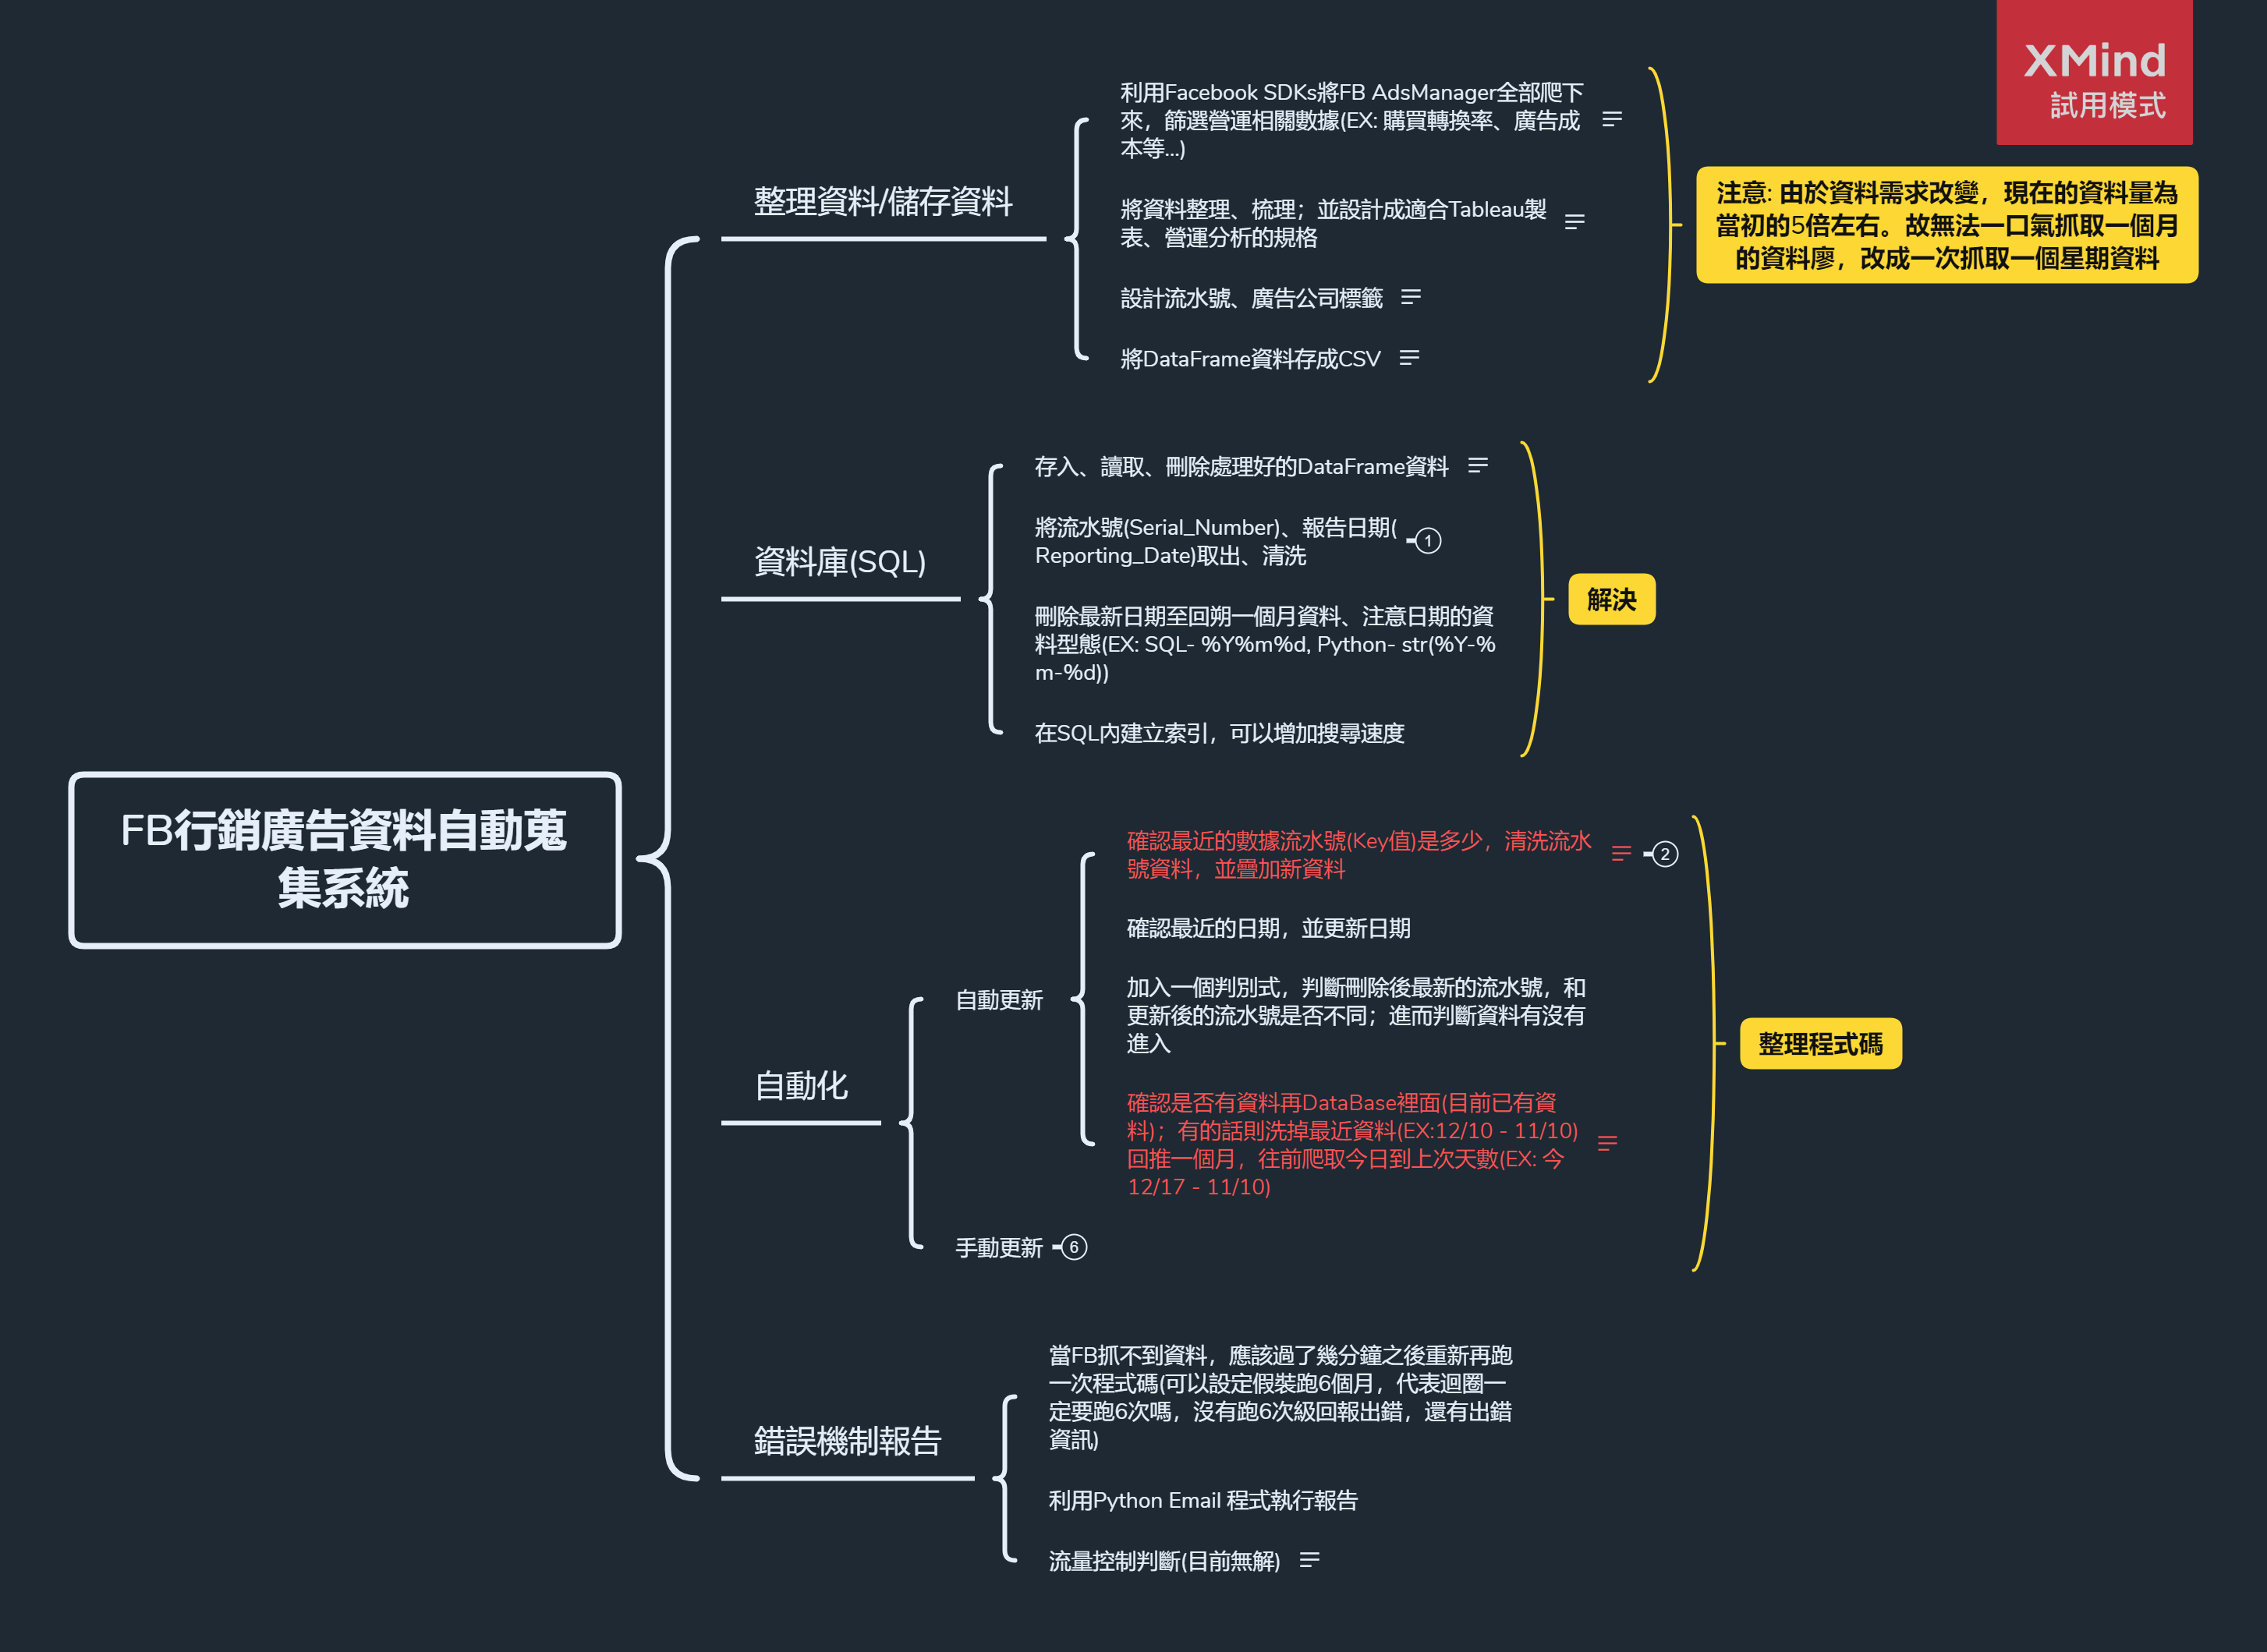 XMind
試用模式
利用Facebook SDKs將FB AdsManager全部爬下
來，篩選營運相關數據(EX: 購買轉換率、廣告成
本等...)
整理資料/儲存資料
將資料整理、梳理；並設計成適合Tableau製
表、營運分析的規格
設計流水號、廣告公司標籤
將DataFrame資料存成CSV
注意: 由於資料需求改變，現在的資料量為
當初的5倍左右。故無法一口氣抓取一個月
的資料廖，改成一次抓取一個星期資料
存入、讀取、刪除處理好的DataFrame資料
將流水號(Serial_Number)、報告日期(
Reporting_Date)取出、清洗
1
資料庫(SQL)
刪除最新日期至回朔一個月資料、注意日期的資
料型態(EX: SQL- %Y%m%d, Python- str(%Y-%
m-%d))
在SQL內建立索引，可以增加搜尋速度
解決
FB行銷廣告資料自動蒐
集系統
確認最近的數據流水號(Key值)是多少，清洗流水
號資料，並疊加新資料
2
確認最近的日期，並更新日期
自動更新
加入一個判別式，判斷刪除後最新的流水號，和
更新後的流水號是否不同；進而判斷資料有沒有
進入
自動化
確認是否有資料再DataBase裡面(目前已有資
料)；有的話則洗掉最近資料(EX:12/10 - 11/10)
回推一個月，往前爬取今日到上次天數(EX: 今
12/17 - 11/10)
手動更新
6
整理程式碼
當FB抓不到資料，應該過了幾分鐘之後重新再跑
一次程式碼(可以設定假裝跑6個月，代表迴圈一
定要跑6次嗎，沒有跑6次級回報出錯，還有出錯
資訊)
錯誤機制報告
利用Python Email 程式執行報告
流量控制判斷(目前無解)